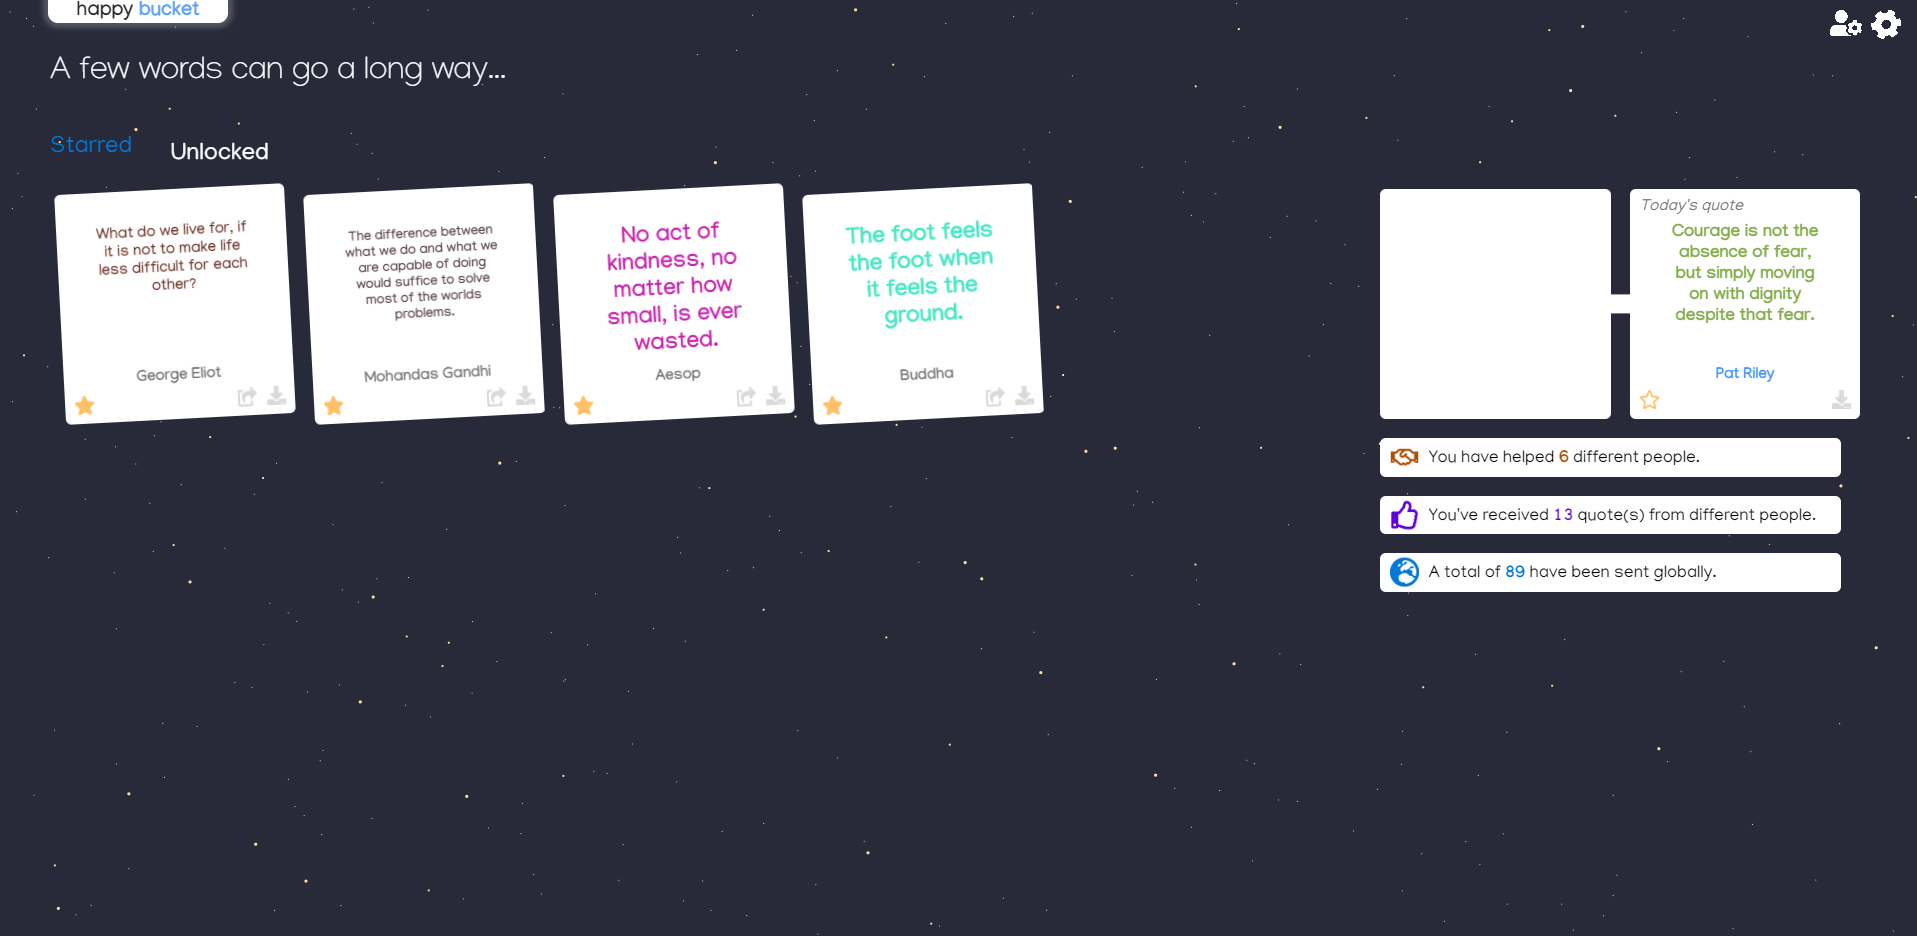 happy bucket
A few words can go a long way...
Starred
Unlocked
What do we live for, if
it is not to make life
less difficult for each
other?
George Eliot
The difference between
what we do and what we
are capable of doing
would suffice to solve
most of the worlds
problems.
Mohandas Gandhi
No act of
kindness, no
matter how
small, is ever
wasted.
Aesop
The foot feels
the foot when
it feels the
ground.
Buddha
Today's quote
Courage is not the
absence of fear,
but simply moving
on with dignity
despite that fear.
Pat Riley
You have helped 6 different people.
You've received 13 quote(s) from different people.
A total of 89 have been sent globally.